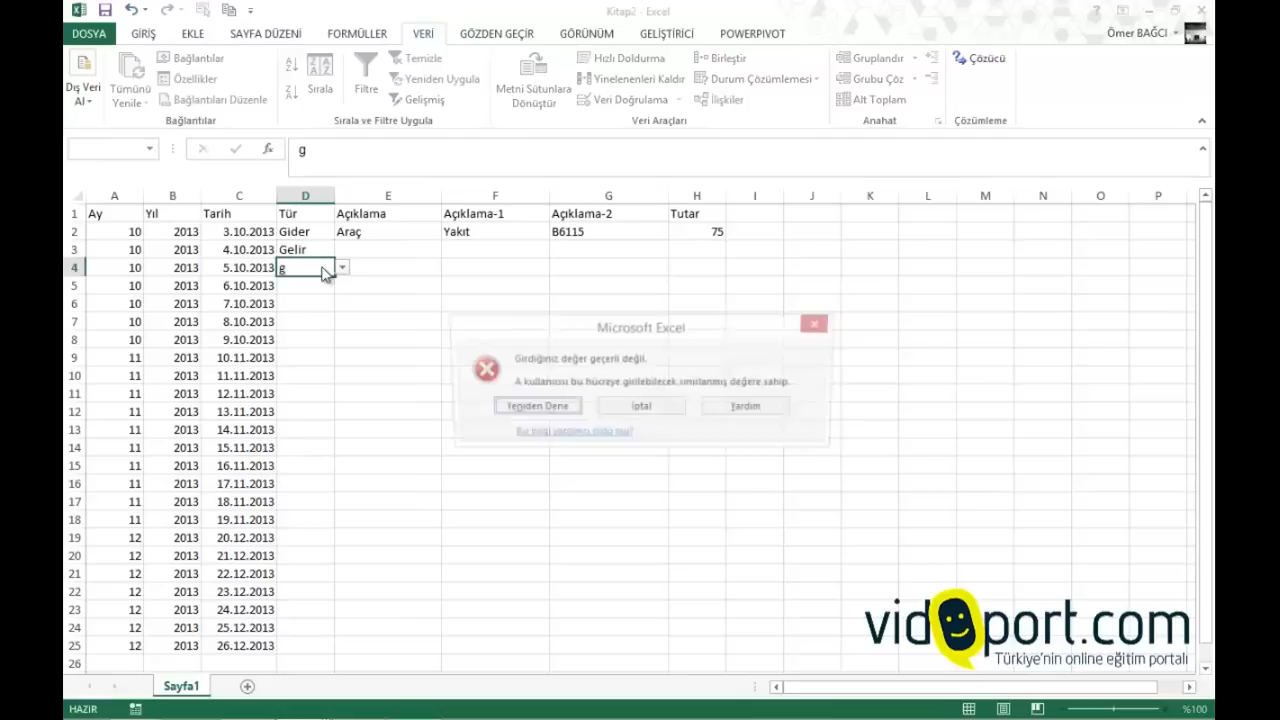 Kitap2 - Excel
DOSYA GİRİŞ EKLE SAYFA DÜZENİ FORMÜLLER VERİ GÖZDEN GEÇİR GÖRÜNÜM GELİŞTİRİCİ POWERPIVOT Ömer BAĞCI
Dış Veri Al
Tümünü Yenile
Bağlantılar
Özellikler
Bağlantıları Düzenle
Bağlantılar
Sırala
Filtre
Temizle
Yeniden Uygula
Gelişmiş
Sırala ve Filtre Uygula
Metni Sütunlara Dönüştür
Hızlı Doldurma
Yinelenenleri Kaldır
Veri Doğrulama
Birleştir
Durum Çözümlemesi
İlişkiler
Veri Araçları
Gruplandır
Grubu Çöz
Alt Toplam
Anahat
Çözücü
Çözümleme
fx g
A B C D E F G H I J K L M N O P
1 Ay Yıl Tarih Tür Açıklama Açıklama-1 Açıklama-2 Tutar
2 10 2013 3.10.2013 Gider Araç Yakıt B6115 75
3 10 2013 4.10.2013 Gelir
4 10 2013 5.10.2013 g
5 10 2013 6.10.2013
6 10 2013 7.10.2013
7 10 2013 8.10.2013
8 10 2013 9.10.2013
9 11 2013 10.11.2013
10 11 2013 11.11.2013
11 11 2013 12.11.2013
12 11 2013 13.11.2013
13 11 2013 14.11.2013
14 11 2013 15.11.2013
15 11 2013 16.11.2013
16 11 2013 17.11.2013
17 11 2013 18.11.2013
18 11 2013 19.11.2013
19 12 2013 20.12.2013
20 12 2013 21.12.2013
21 12 2013 22.12.2013
22 12 2013 23.12.2013
23 12 2013 24.12.2013
24 12 2013 25.12.2013
25 12 2013 26.12.2013
26
Microsoft Excel
Girdiğiniz değer geçerli değil.
A kullanıcısı bu hücreye girilebilecek sınırlanmış değere sahip.
Yeniden Dene İptal Yardım
Bu bilgi yardımcı oldu mu?
videoport.com
Türkiye'nin online eğitim portalı
Sayfa1
HAZIR %100